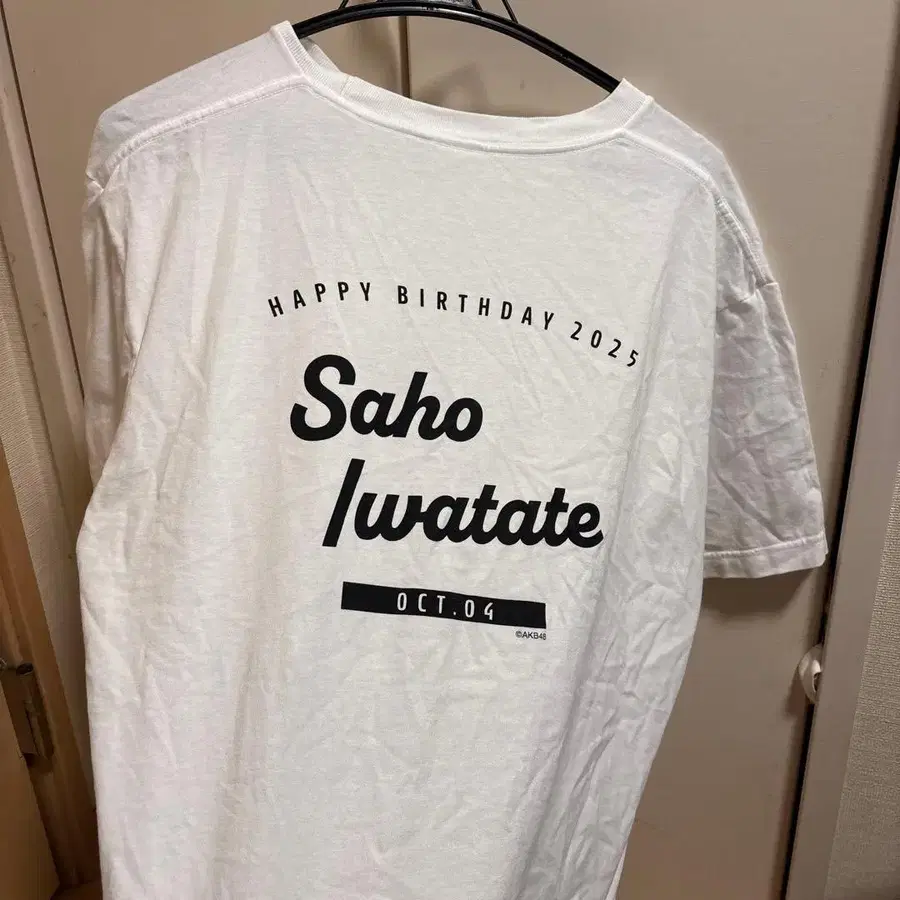 HAPPY BIRTHDAY 2025
Saho
Iwatate
OCT.04
©AKB48